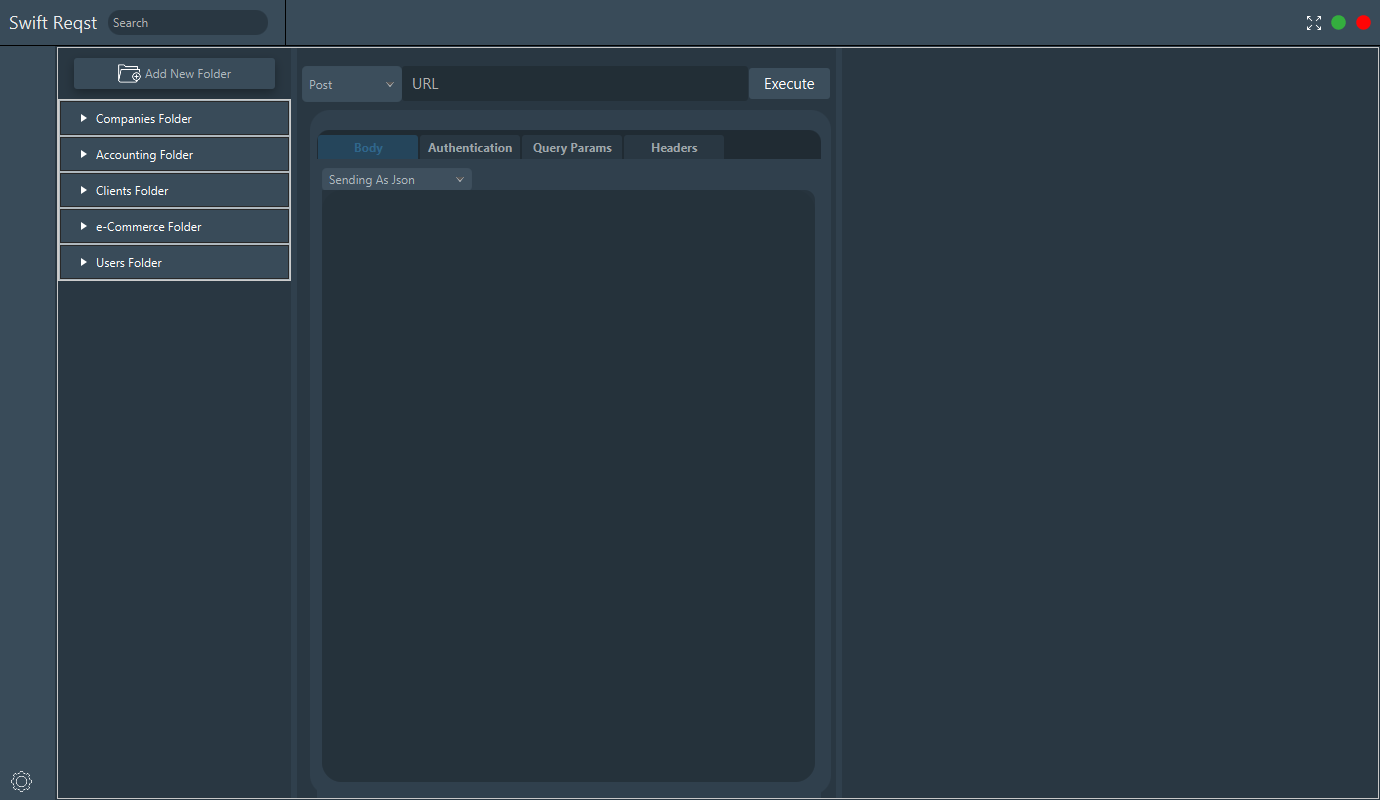 Swift Reqst
Search
Add New Folder
Companies Folder
Accounting Folder
Clients Folder
e-Commerce Folder
Users Folder
Post
URL
Execute
Body
Authentication
Query Params
Headers
Sending As Json